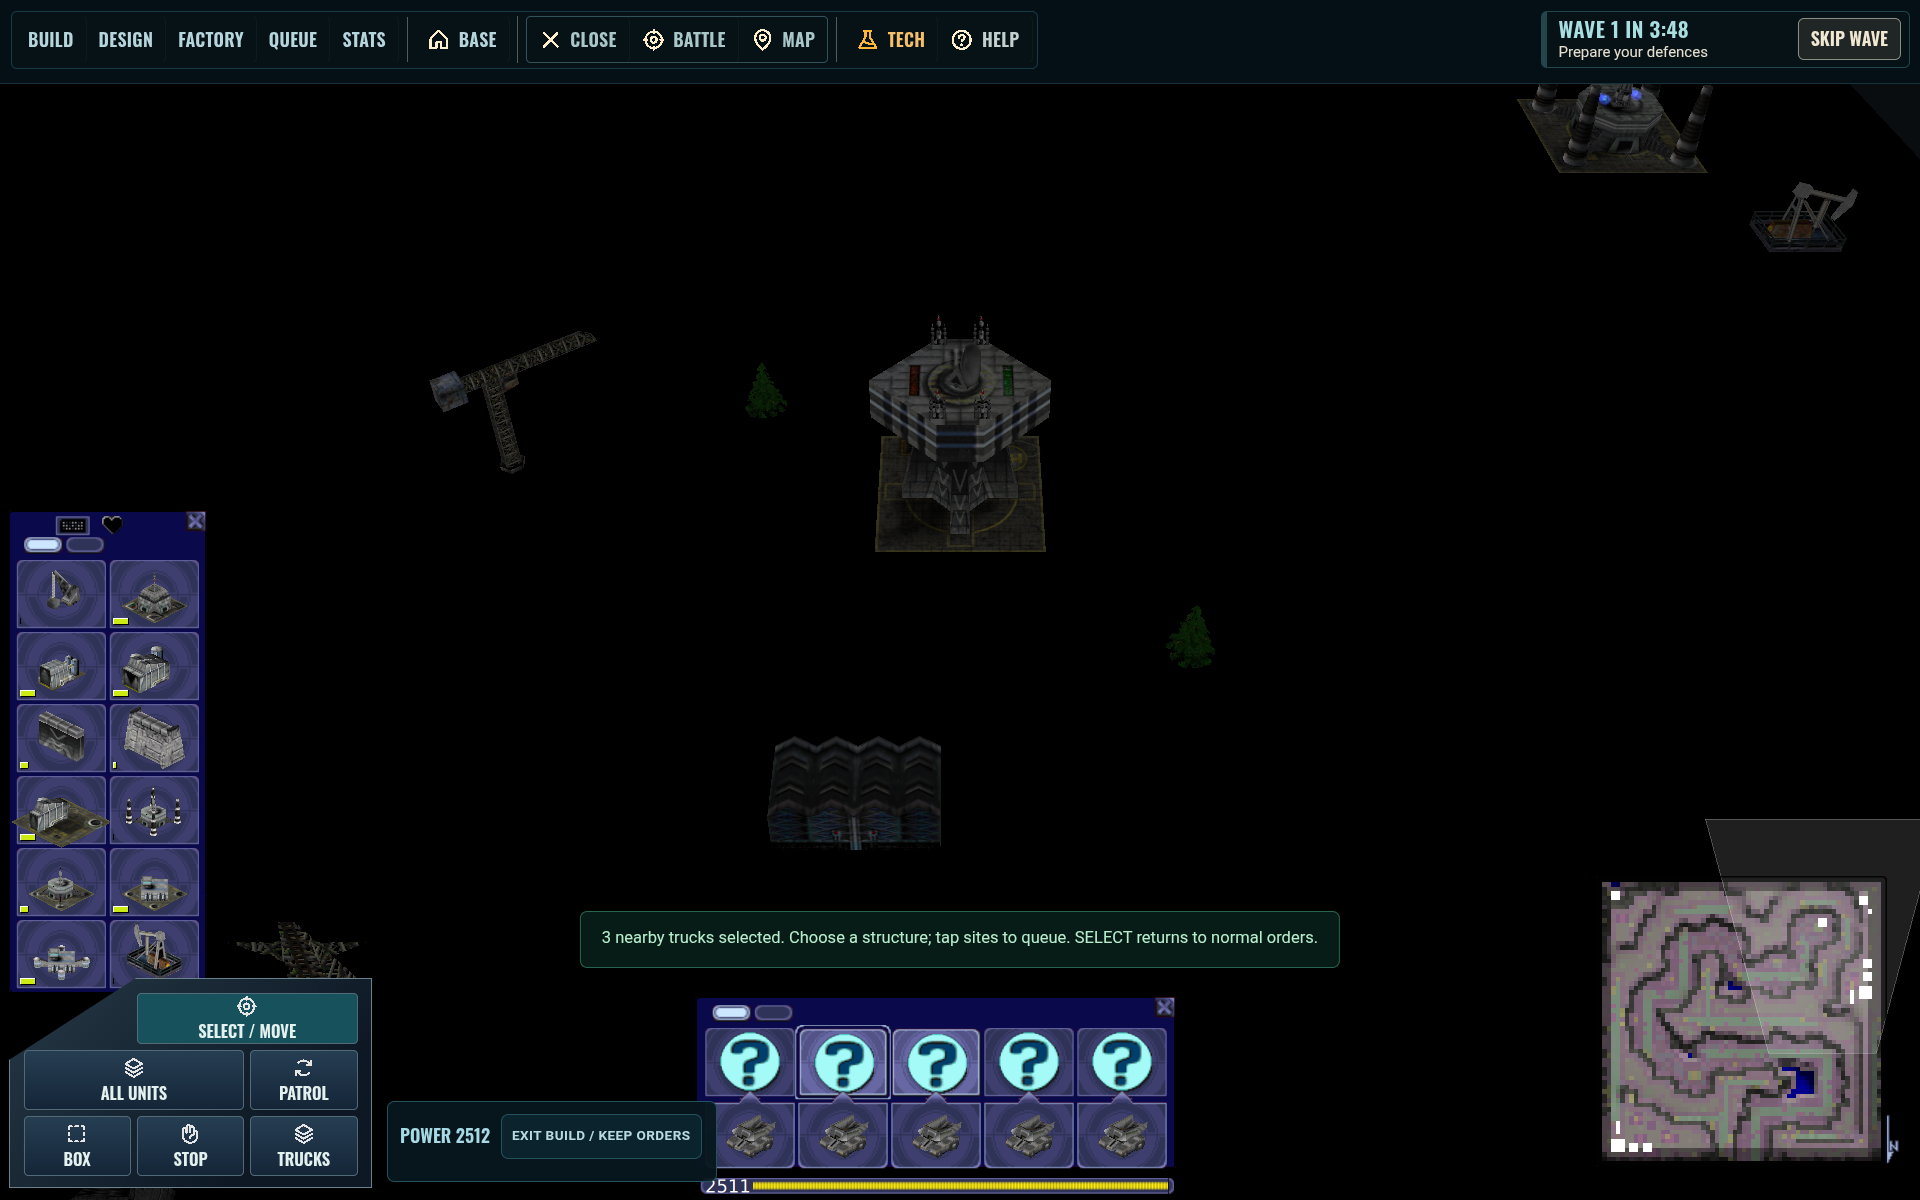 BUILD DESIGN FACTORY QUEUE STATS BASE CLOSE BATTLE MAP TECH HELP
WAVE 1 IN 3:48
Prepare your defences
SKIP WAVE
3 nearby trucks selected. Choose a structure; tap sites to queue. SELECT returns to normal orders.
SELECT / MOVE
ALL UNITS PATROL
BOX STOP TRUCKS
POWER 2512 EXIT BUILD / KEEP ORDERS
? ? ? ? ?
2511
N